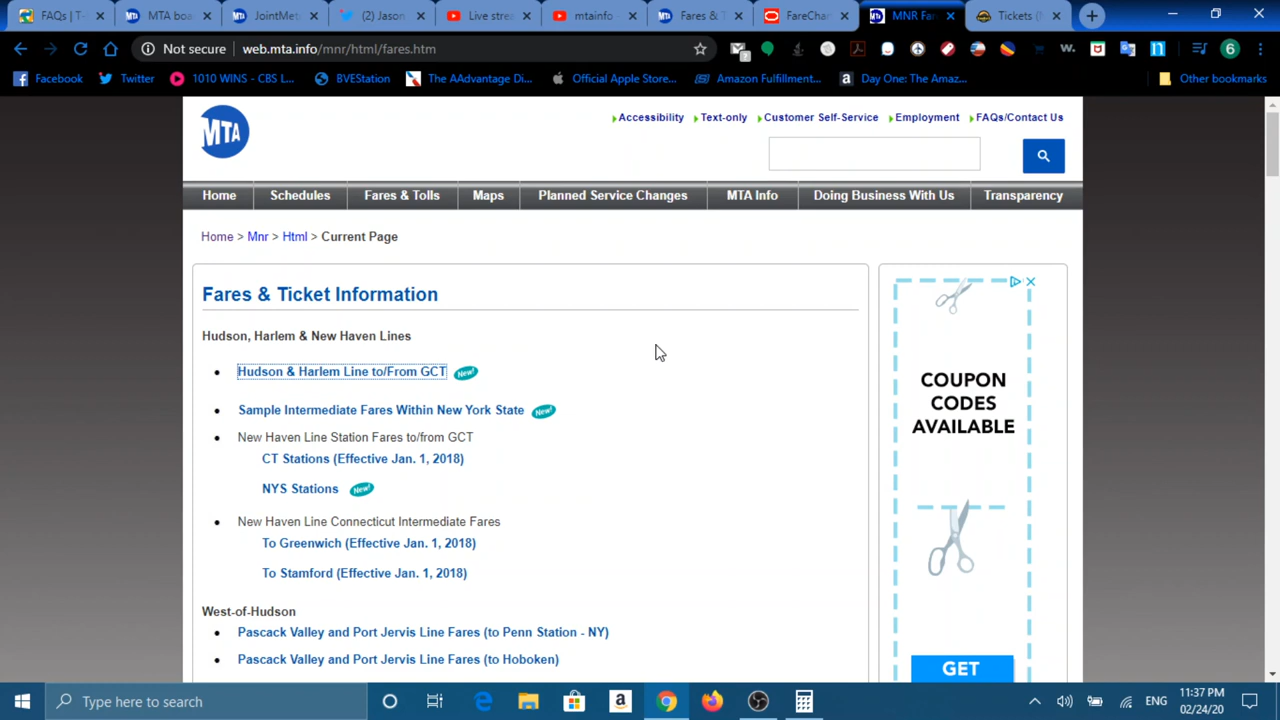 FAQs | T-
MTA boa
JointMet
(2) Jason
Live stre
mtainfo -
Fares & T
FareChar
MNR Far
Tickets (M
Not secure
web.mta.info/mnr/html/fares.htm
6
Facebook
Twitter
1010 WINS - CBS L...
BVEStation
The AAdvantage Di...
Official Apple Store...
Amazon Fulfillment...
Day One: The Amaz...
Other bookmarks
MTA
Accessibility
Text-only
Customer Self-Service
Employment
FAQs/Contact Us
Home
Schedules
Fares & Tolls
Maps
Planned Service Changes
MTA Info
Doing Business With Us
Transparency
Home > Mnr > Html > Current Page
Fares & Ticket Information
Hudson, Harlem & New Haven Lines
Hudson & Harlem Line to/From GCT New!
Sample Intermediate Fares Within New York State New!
New Haven Line Station Fares to/from GCT
CT Stations (Effective Jan. 1, 2018)
NYS Stations New!
New Haven Line Connecticut Intermediate Fares
To Greenwich (Effective Jan. 1, 2018)
To Stamford (Effective Jan. 1, 2018)
West-of-Hudson
Pascack Valley and Port Jervis Line Fares (to Penn Station - NY)
Pascack Valley and Port Jervis Line Fares (to Hoboken)
COUPON
CODES
AVAILABLE
GET
Type here to search
ENG
11:37 PM
02/24/20